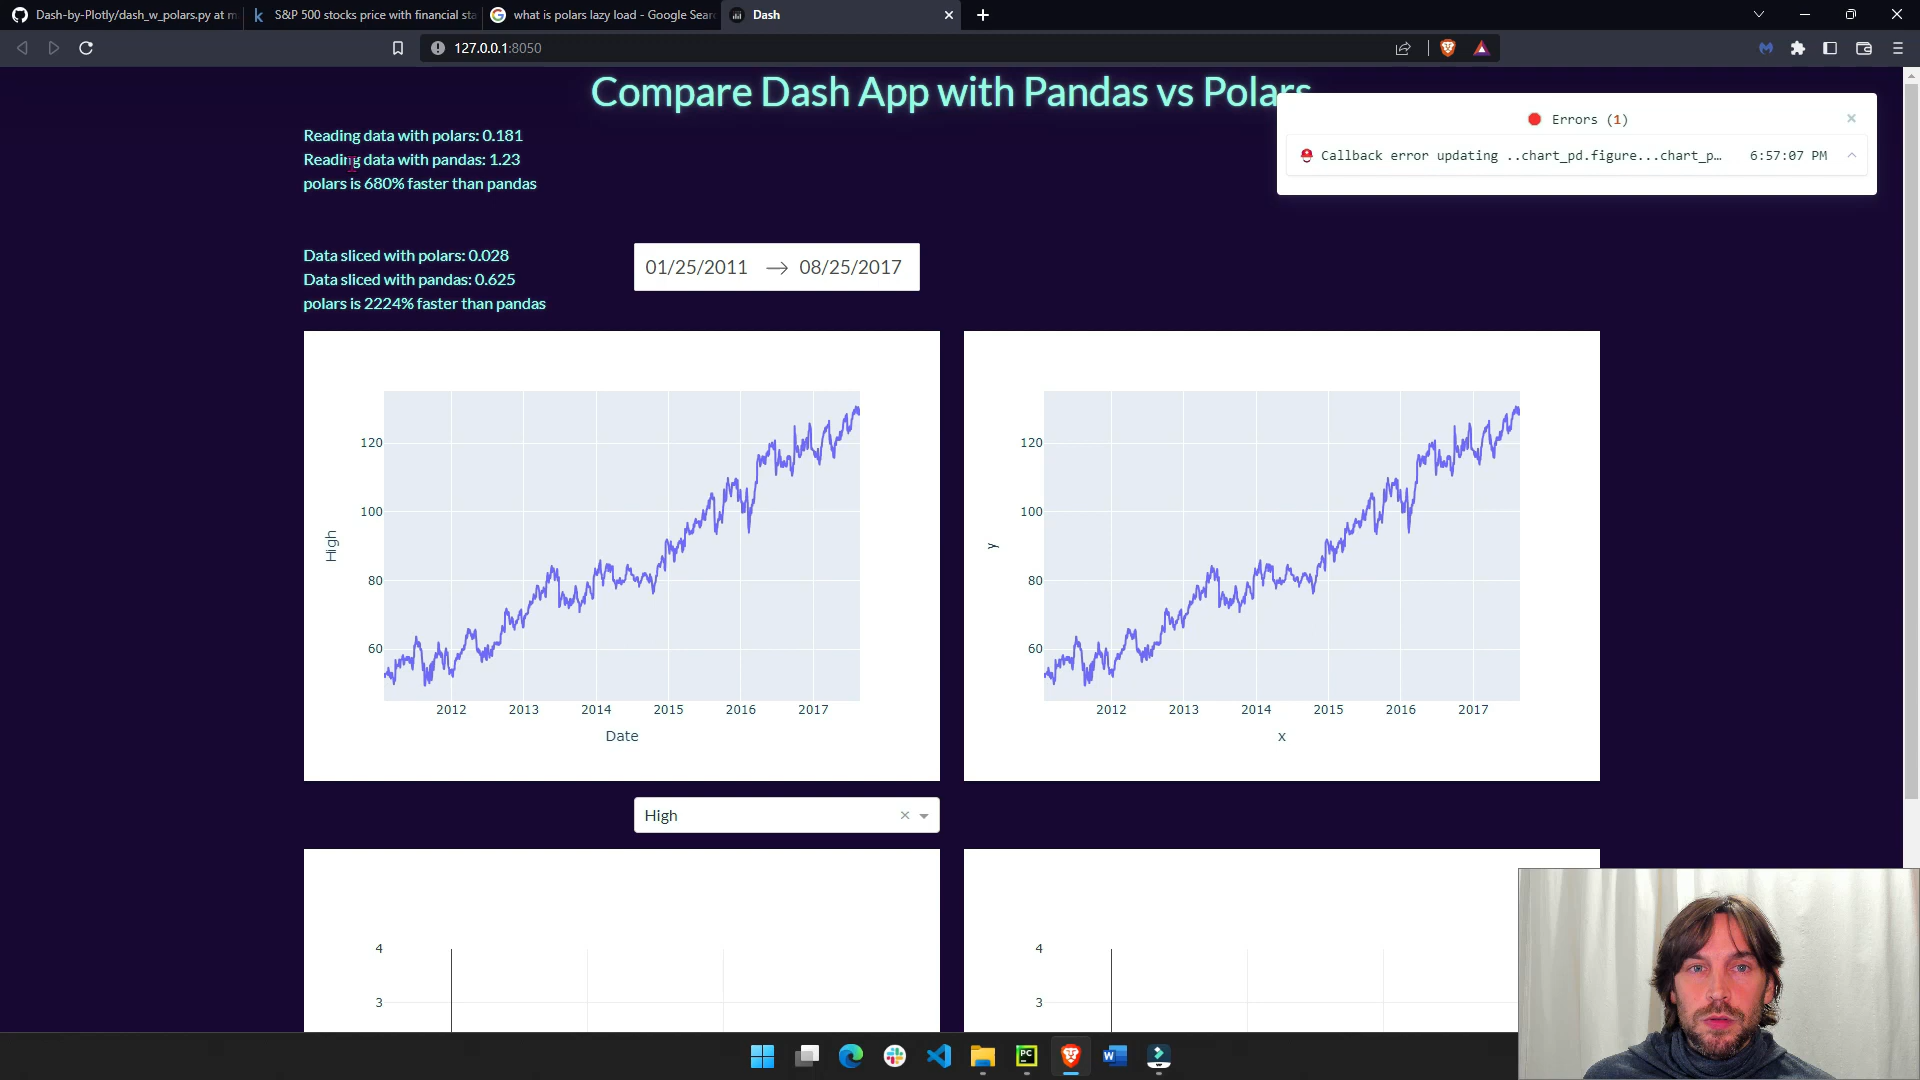 Dash-by-Plotly/dash_w_polars.py at m
S&P 500 stocks price with financial sta
what is polars lazy load - Google Sear
Dash
127.0.0.1:8050
Compare Dash App with Pandas vs Polars
Reading data with polars: 0.181
Reading data with pandas: 1.23
polars is 680% faster than pandas
Errors (1)
Callback error updating ..chart_pd.figure...chart_p…
6:57:07 PM
Data sliced with polars: 0.028
Data sliced with pandas: 0.625
polars is 2224% faster than pandas
01/25/2011 → 08/25/2017
120
100
80
60
High
2012 2013 2014 2015 2016 2017
Date
120
100
80
60
y
2012 2013 2014 2015 2016 2017
x
High
4
3
4
3